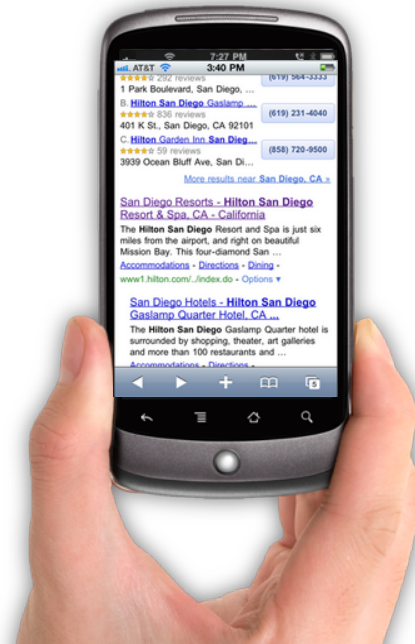 7:27 PM
AT&T 3:40 PM
292 reviews (619) 564-3333
1 Park Boulevard, San Diego, ...
B. Hilton San Diego Gaslamp ...
836 reviews (619) 231-4040
401 K St., San Diego, CA 92101
C. Hilton Garden Inn San Dieg...
59 reviews (858) 720-9500
3939 Ocean Bluff Ave, San Di...
More results near San Diego, CA »
San Diego Resorts - Hilton San Diego
Resort & Spa, CA - California
The Hilton San Diego Resort and Spa is just six
miles from the airport, and right on beautiful
Mission Bay. This four-diamond San ...
Accommodations - Directions - Dining -
www1.hilton.com/../index.do - Options ▾
San Diego Hotels - Hilton San Diego
Gaslamp Quarter Hotel, CA ...
The Hilton San Diego Gaslamp Quarter hotel is
surrounded by shopping, theater, art galleries
and more than 100 restaurants and ...
Accommodations - Directions -
5